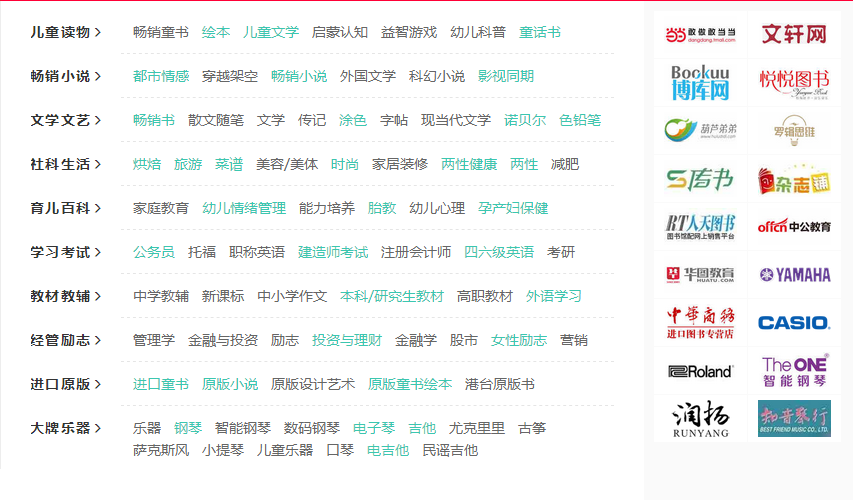 儿童读物 > 畅销童书 绘本 儿童文学 启蒙认知 益智游戏 幼儿科普 童话书
畅销小说 > 都市情感 穿越架空 畅销小说 外国文学 科幻小说 影视同期
文学文艺 > 畅销书 散文随笔 文学 传记 涂色 字帖 现当代文学 诺贝尔 色铅笔
社科生活 > 烘焙 旅游 菜谱 美容/美体 时尚 家居装修 两性健康 两性 减肥
育儿百科 > 家庭教育 幼儿情绪管理 能力培养 胎教 幼儿心理 孕产妇保健
学习考试 > 公务员 托福 职称英语 建造师考试 注册会计师 四六级英语 考研
教材教辅 > 中学教辅 新课标 中小学作文 本科/研究生教材 高职教材 外语学习
经管励志 > 管理学 金融与投资 励志 投资与理财 金融学 股市 女性励志 营销
进口原版 > 进口童书 原版小说 原版设计艺术 原版童书绘本 港台原版书
大牌乐器 > 乐器 钢琴 智能钢琴 数码钢琴 电子琴 吉他 尤克里里 古筝
萨克斯风 小提琴 儿童乐器 口琴 电吉他 民谣吉他
当当 敢做敢当当
dangdang.tmall.com
文轩网
Bookuu
博库网
悦悦图书
葫芦弟弟
罗辑思维
杂志铺
RT人天图书
图书馆配网上销售平台
offcn中公教育
华图教育
HUATU.COM
YAMAHA
中华商务
进口图书专营店
CASIO.
Roland
The ONE
智能钢琴
润扬
RUNYANG
知音琴行
BEST FRIEND MUSIC CO., LTD.